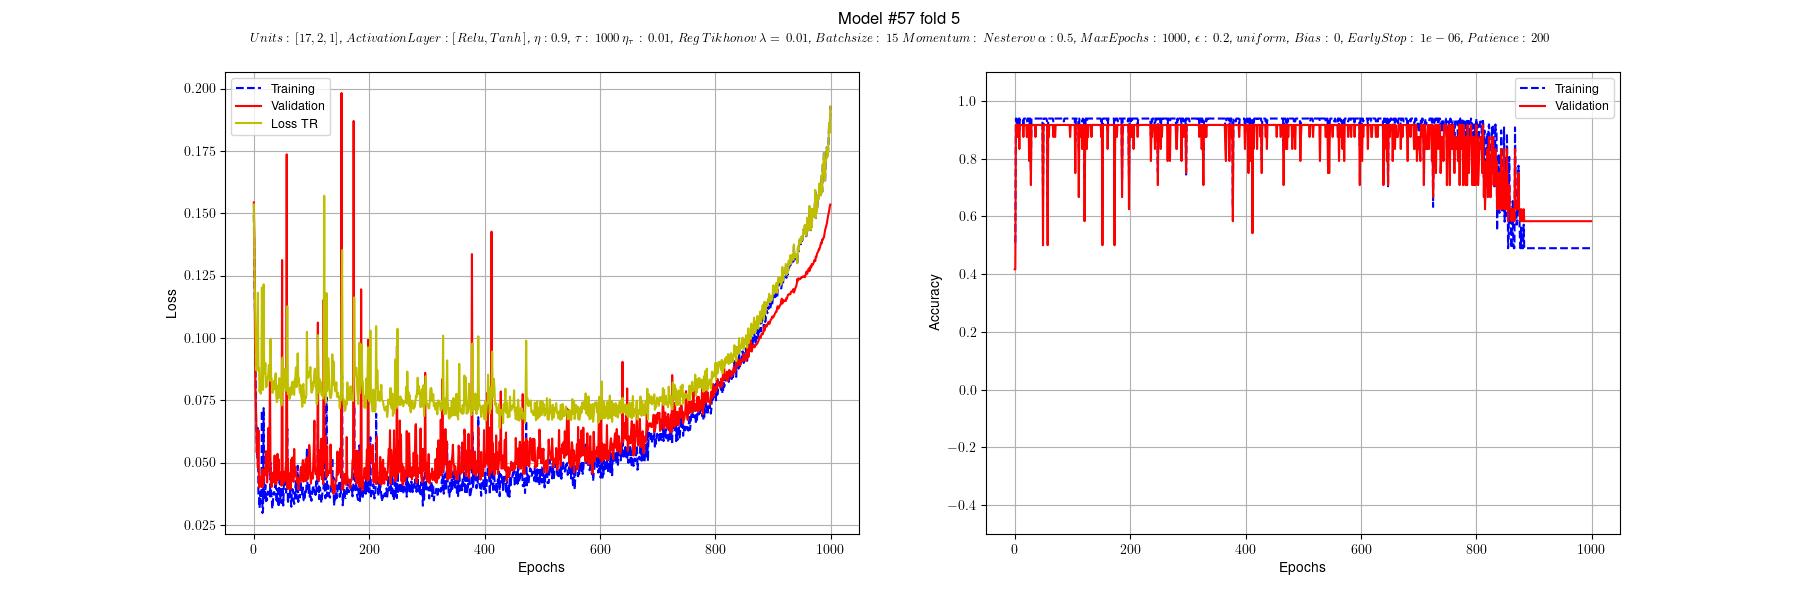 Model #57 fold 5
Units : [17, 2, 1], ActivationLayer : [Relu, Tanh], η : 0.9, τ : 1000 η_τ : 0.01, Reg Tikhonov λ = 0.01, Batchsize : 15 Momentum : Nesterov α : 0.5, MaxEpochs : 1000, ϵ : 0.2, uniform, Bias : 0, EarlyStop : 1e − 06, Patience : 200
Loss
0.200
0.175
0.150
0.125
0.100
0.075
0.050
0.025
Training
Validation
Loss TR
0 200 400 600 800 1000
Epochs
Accuracy
1.0
0.8
0.6
0.4
0.2
0.0
−0.2
−0.4
Training
Validation
0 200 400 600 800 1000
Epochs